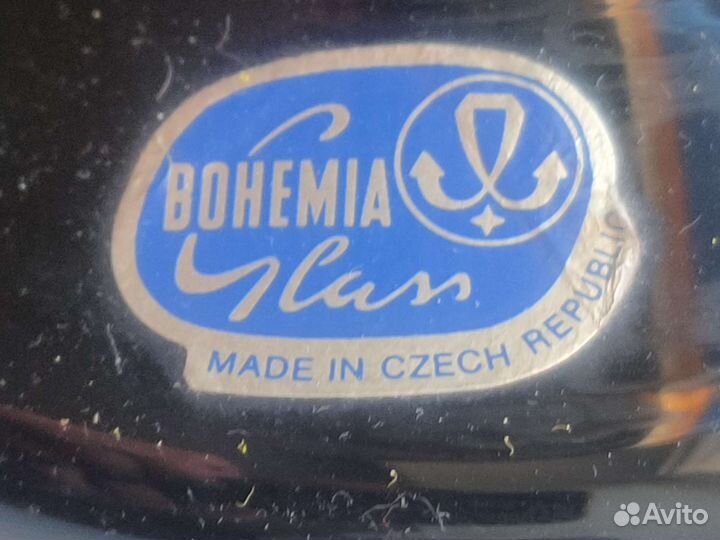 BOHEMIA
Glass
MADE IN CZECH REPUBLIC
Avito